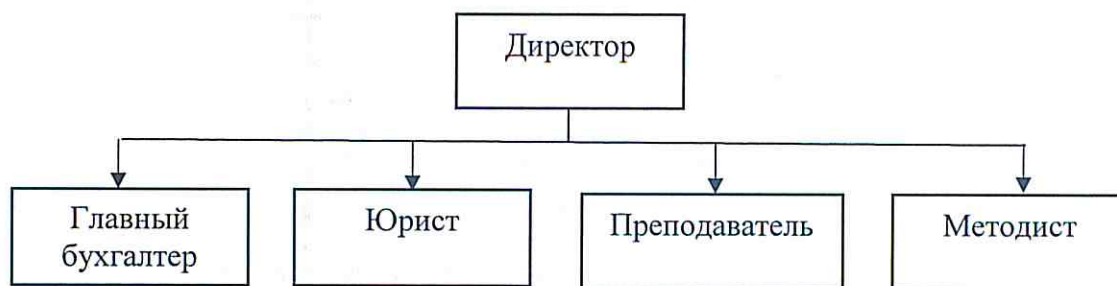 Директор
Главный
бухгалтер
Юрист
Преподаватель
Методист